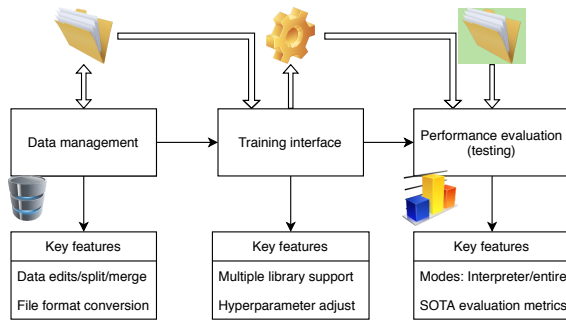 Data management
Training interface
Performance evaluation
(testing)
Key features
Data edits/split/merge
File format conversion
Key features
Multiple library support
Hyperparameter adjust
Key features
Modes: Interpreter/entire
SOTA evaluation metrics